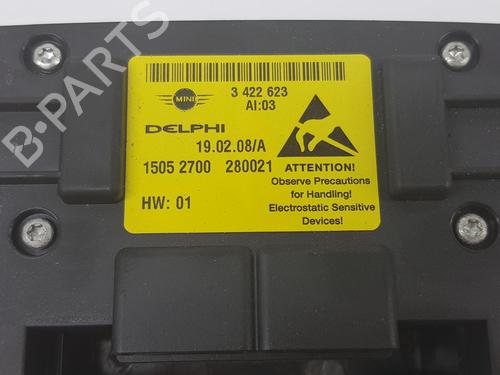 B-PARTS
MINI
3 422 623
AI:03
DELPHI
19.02.08/A
1505 2700 280021
HW: 01
ATTENTION!
Observe Precautions
for Handling!
Electrostatic Sensitive
Devices!